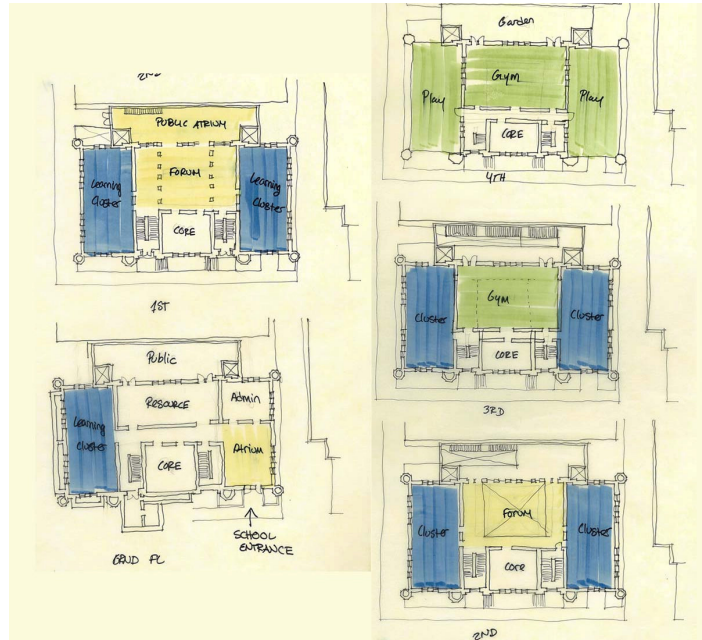 2ND
PUBLIC ATRIUM
FORUM
Learning
Cluster
Learning
Cluster
CORE
1ST
Public
RESOURCE
Admin
Learning
Cluster
CORE
Atrium
SCHOOL
ENTRANCE
GRND FL
Garden
Gym
Play
Play
CORE
4TH
Gym
Cluster
Cluster
CORE
3RD
FORUM
Cluster
Cluster
Core
2ND